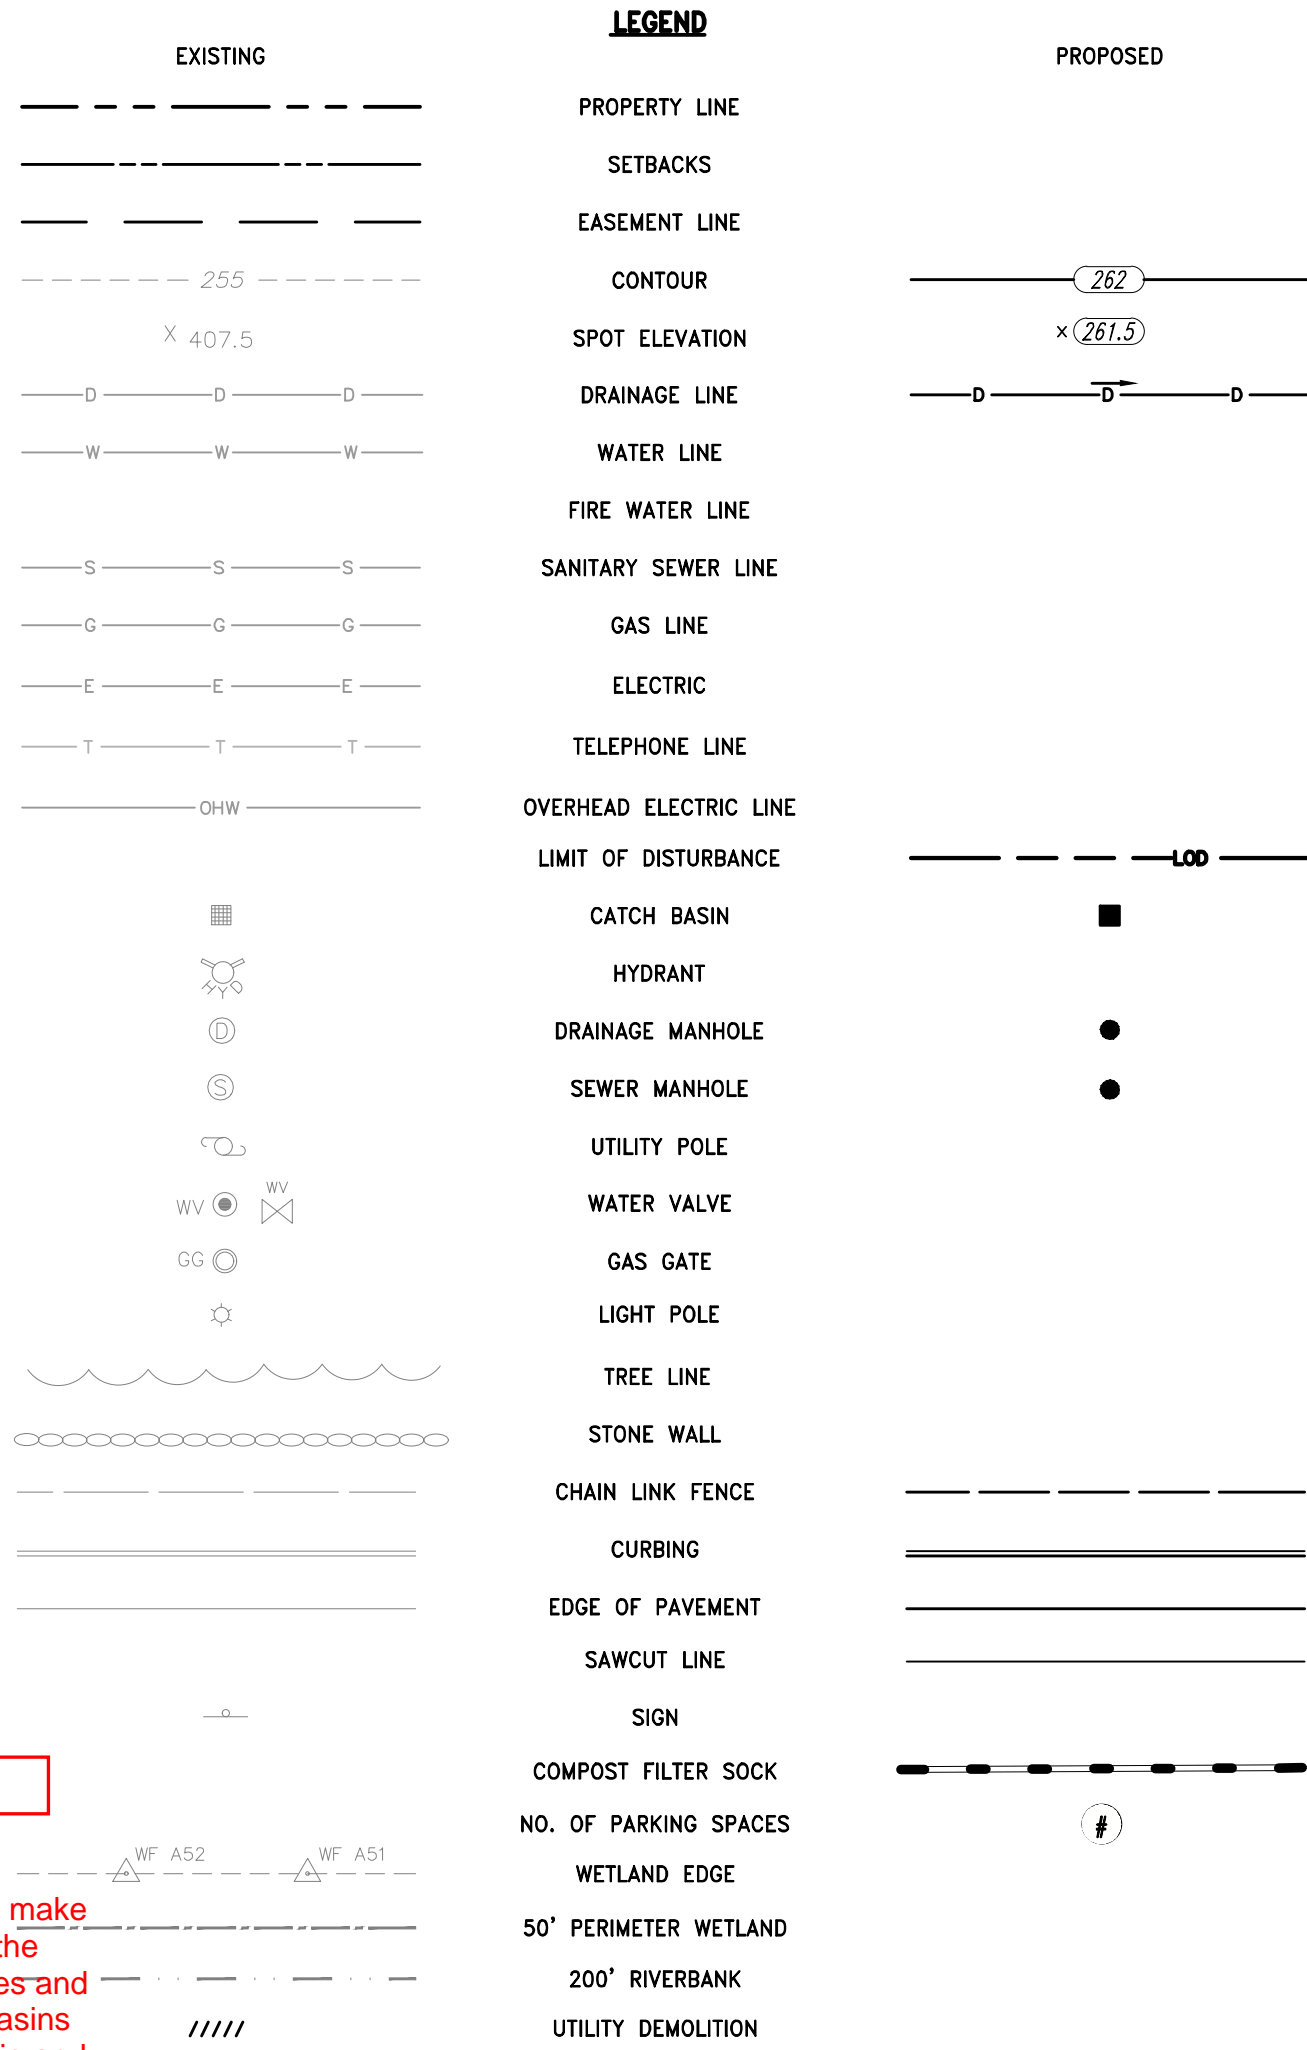 LEGEND
EXISTING PROPOSED
PROPERTY LINE
SETBACKS
EASEMENT LINE
255 CONTOUR 262
X 407.5 SPOT ELEVATION × 261.5
D D D DRAINAGE LINE D D D
W W W WATER LINE
FIRE WATER LINE
S S S SANITARY SEWER LINE
G G G GAS LINE
E E E ELECTRIC
T T T TELEPHONE LINE
OHW OVERHEAD ELECTRIC LINE
LIMIT OF DISTURBANCE LOD
CATCH BASIN
HYD HYDRANT
D DRAINAGE MANHOLE
S SEWER MANHOLE
UTILITY POLE
WV WV WATER VALVE
GG GAS GATE
LIGHT POLE
TREE LINE
STONE WALL
CHAIN LINK FENCE
CURBING
EDGE OF PAVEMENT
SAWCUT LINE
SIGN
COMPOST FILTER SOCK
NO. OF PARKING SPACES #
WF A52 WF A51 WETLAND EDGE
make
50' PERIMETER WETLAND
the
200' RIVERBANK
es and
asins
UTILITY DEMOLITION